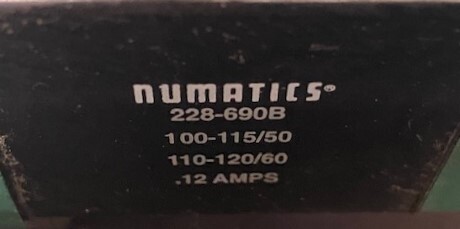 numatics®
228-690B
100-115/50
110-120/60
.12 AMPS